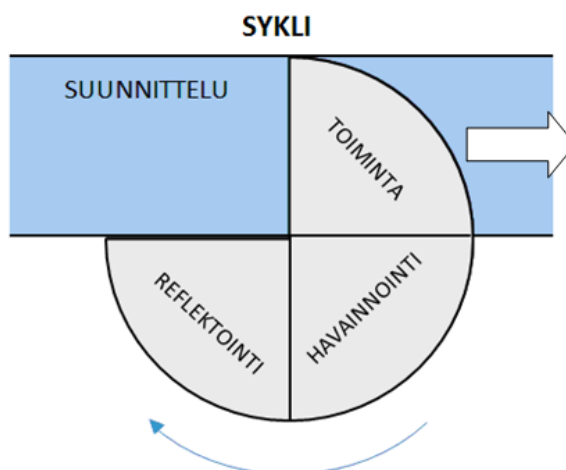 SYKLI
SUUNNITTELU
TOIMINTA
HAVAINNOINTI
REFLEKTOINTI